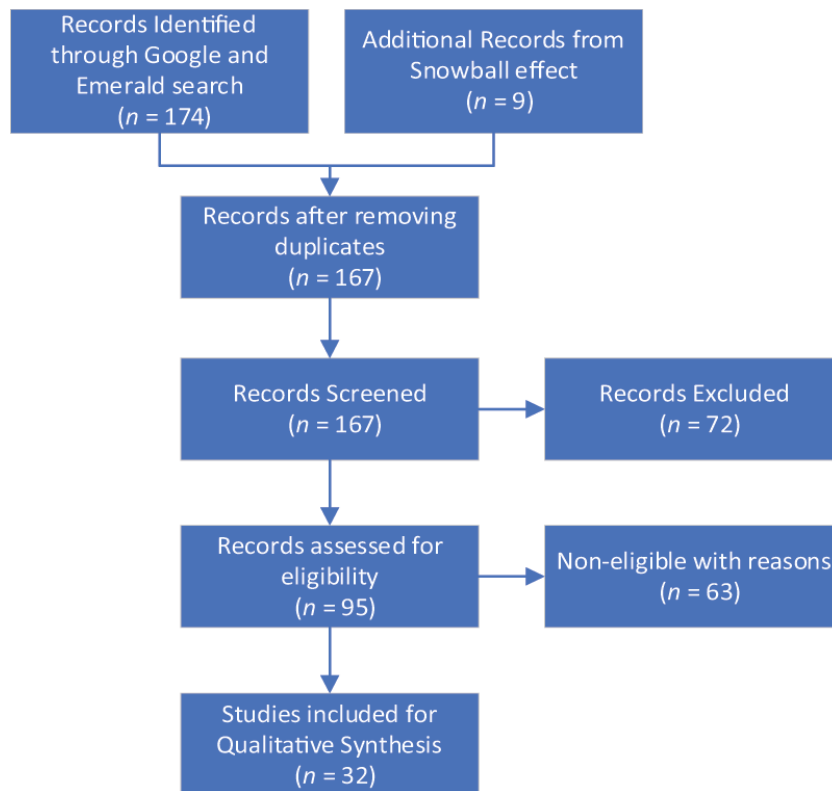 Records Identified
through Google and
Emerald search
(n = 174)
Additional Records from
Snowball effect
(n = 9)
Records after removing
duplicates
(n = 167)
Records Screened
(n = 167)
Records Excluded
(n = 72)
Records assessed for
eligibility
(n = 95)
Non-eligible with reasons
(n = 63)
Studies included for
Qualitative Synthesis
(n = 32)